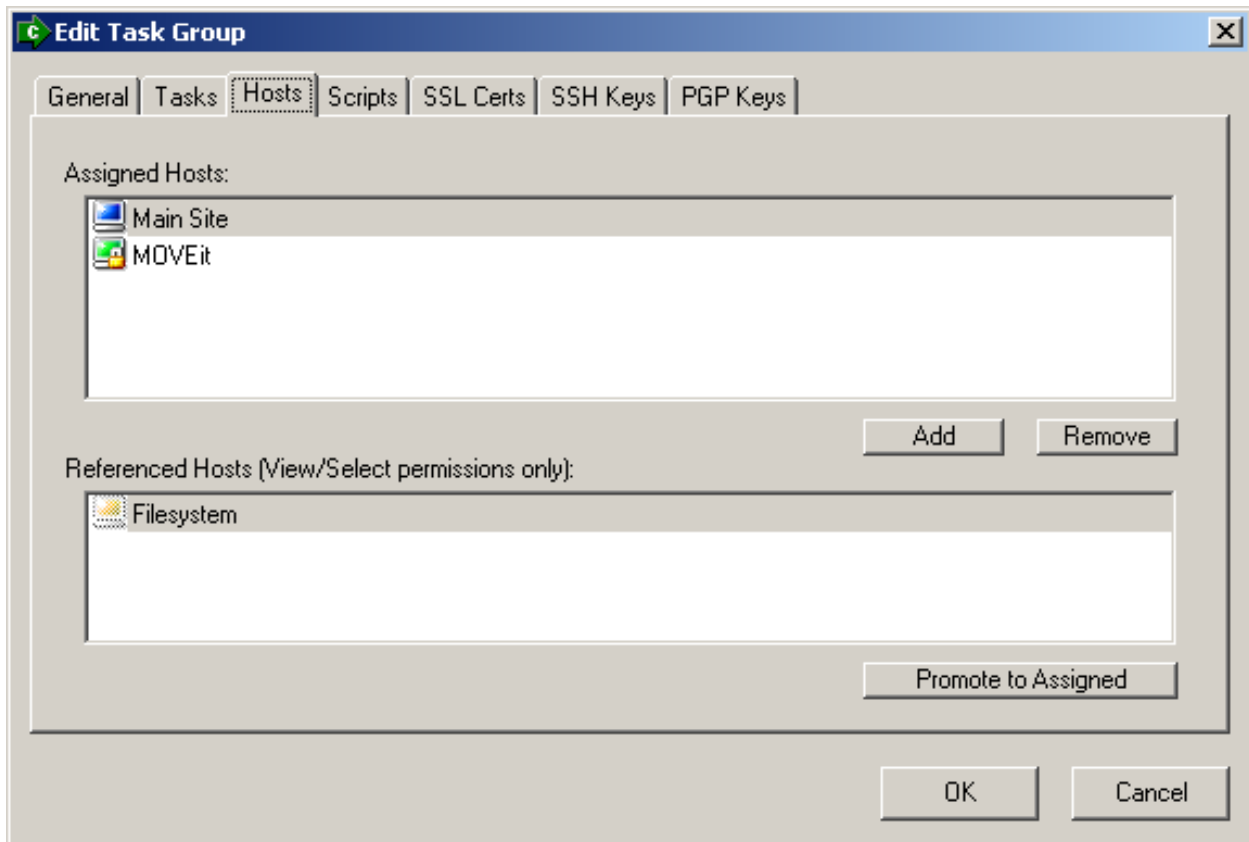 C Edit Task Group
General Tasks Hosts Scripts SSL Certs SSH Keys PGP Keys
Assigned Hosts:
Main Site
MOVEit
Add Remove
Referenced Hosts (View/Select permissions only):
Filesystem
Promote to Assigned
OK Cancel